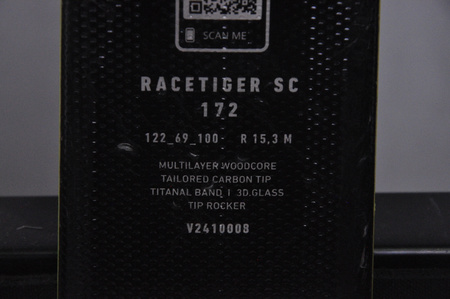 SCAN ME
RACETIGER SC
172
122_69_100- R 15,3 M
MULTILAYER WOODCORE
TAILORED CARBON TIP
TITANAL BAND I 3D.GLASS
TIP ROCKER
V2410008